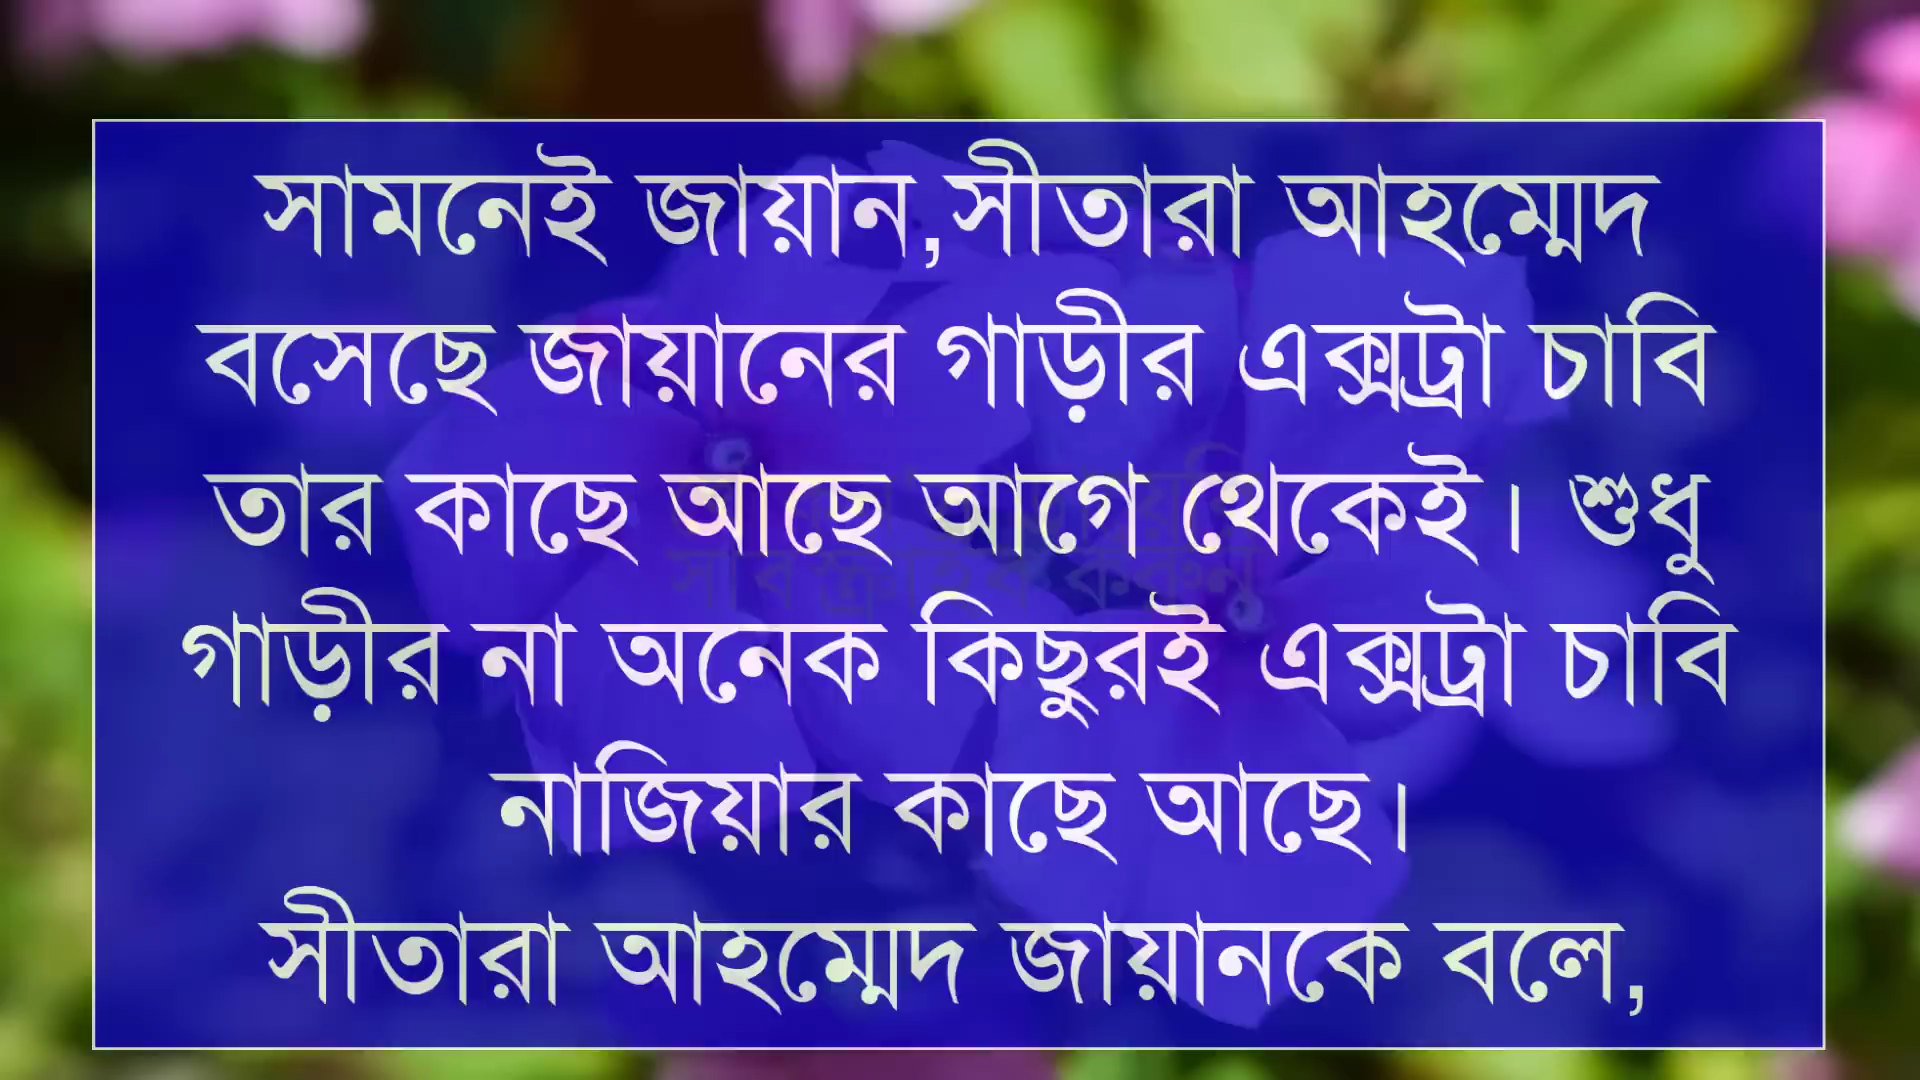 সামনেই জায়ান,সীতারা আহম্মেদ
বসেছে জায়ানের গাড়ীর এক্সট্রা চাবি
তার কাছে আছে আগে থেকেই। শুধু
গাড়ীর না অনেক কিছুরই এক্সট্রা চাবি
নাজিয়ার কাছে আছে।
সীতারা আহম্মেদ জায়ানকে বলে,